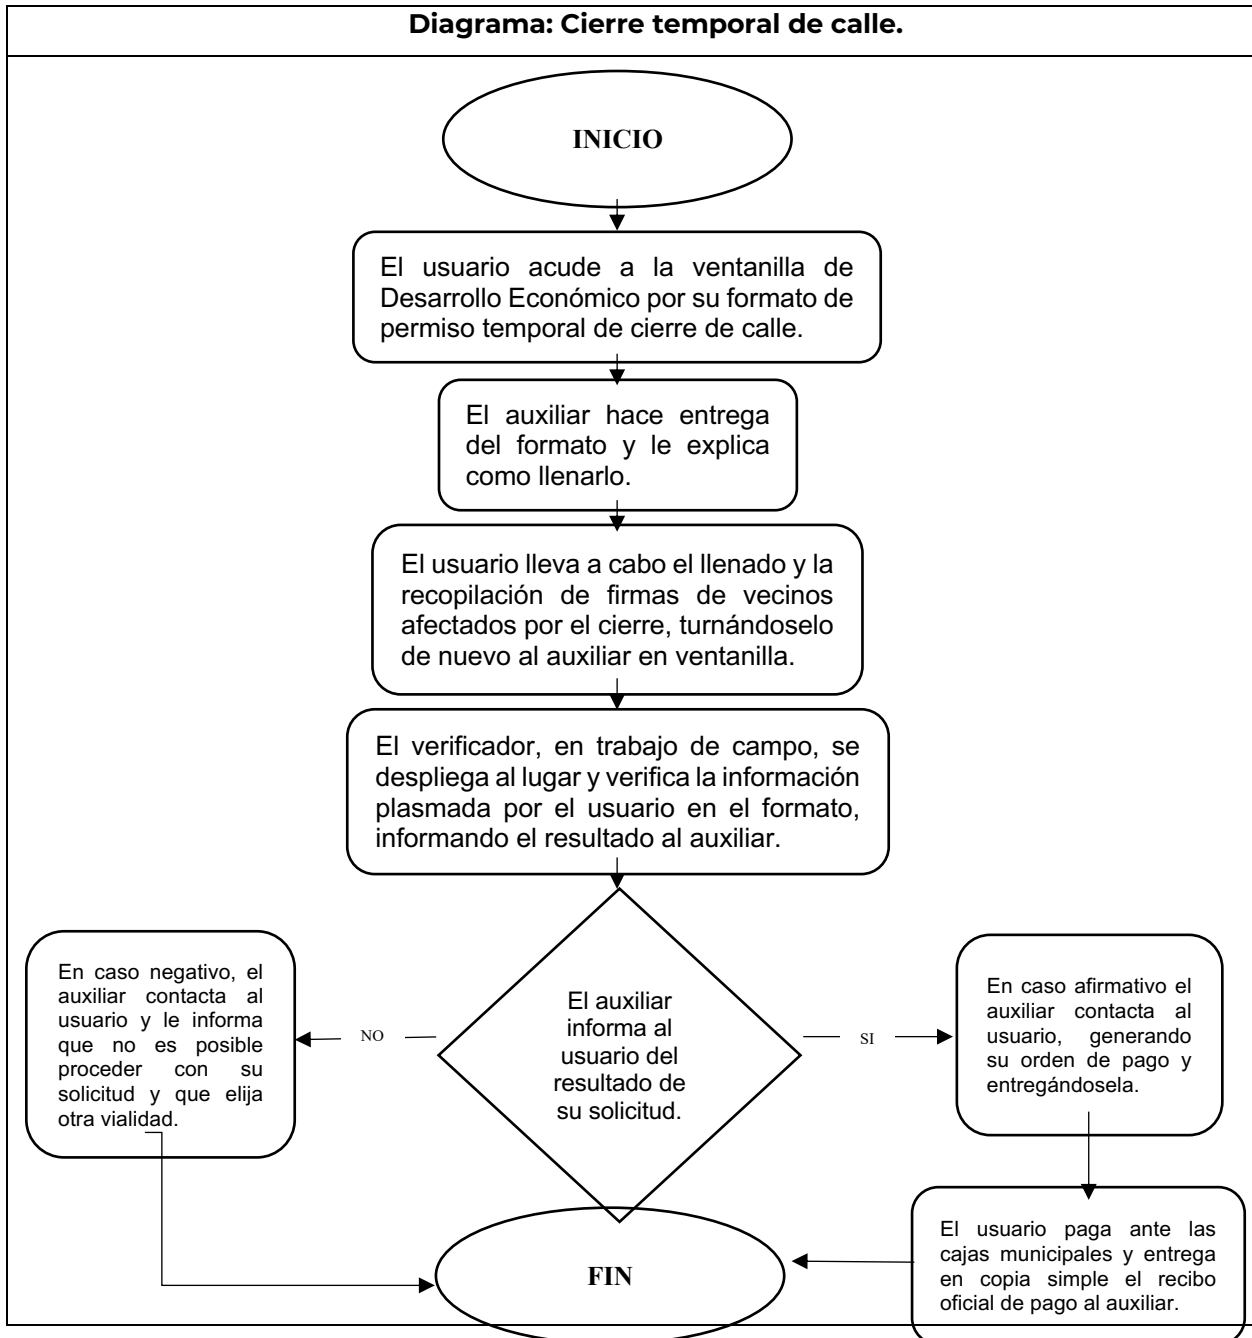 Diagrama: Cierre temporal de calle.
INICIO
El usuario acude a la ventanilla de
Desarrollo Económico por su formato de
permiso temporal de cierre de calle.
El auxiliar hace entrega
del formato y le explica
como llenarlo.
El usuario lleva a cabo el llenado y la
recopilación de firmas de vecinos
afectados por el cierre, turnándoselo
de nuevo al auxiliar en ventanilla.
El verificador, en trabajo de campo, se
despliega al lugar y verifica la información
plasmada por el usuario en el formato,
informando el resultado al auxiliar.
El auxiliar
informa al
usuario del
resultado de
su solicitud.
NO
En caso negativo, el
auxiliar contacta al
usuario y le informa
que no es posible
proceder con su
solicitud y que elija
otra vialidad.
SI
En caso afirmativo el
auxiliar contacta al
usuario, generando
su orden de pago y
entregándosela.
El usuario paga ante las
cajas municipales y entrega
en copia simple el recibo
oficial de pago al auxiliar.
FIN